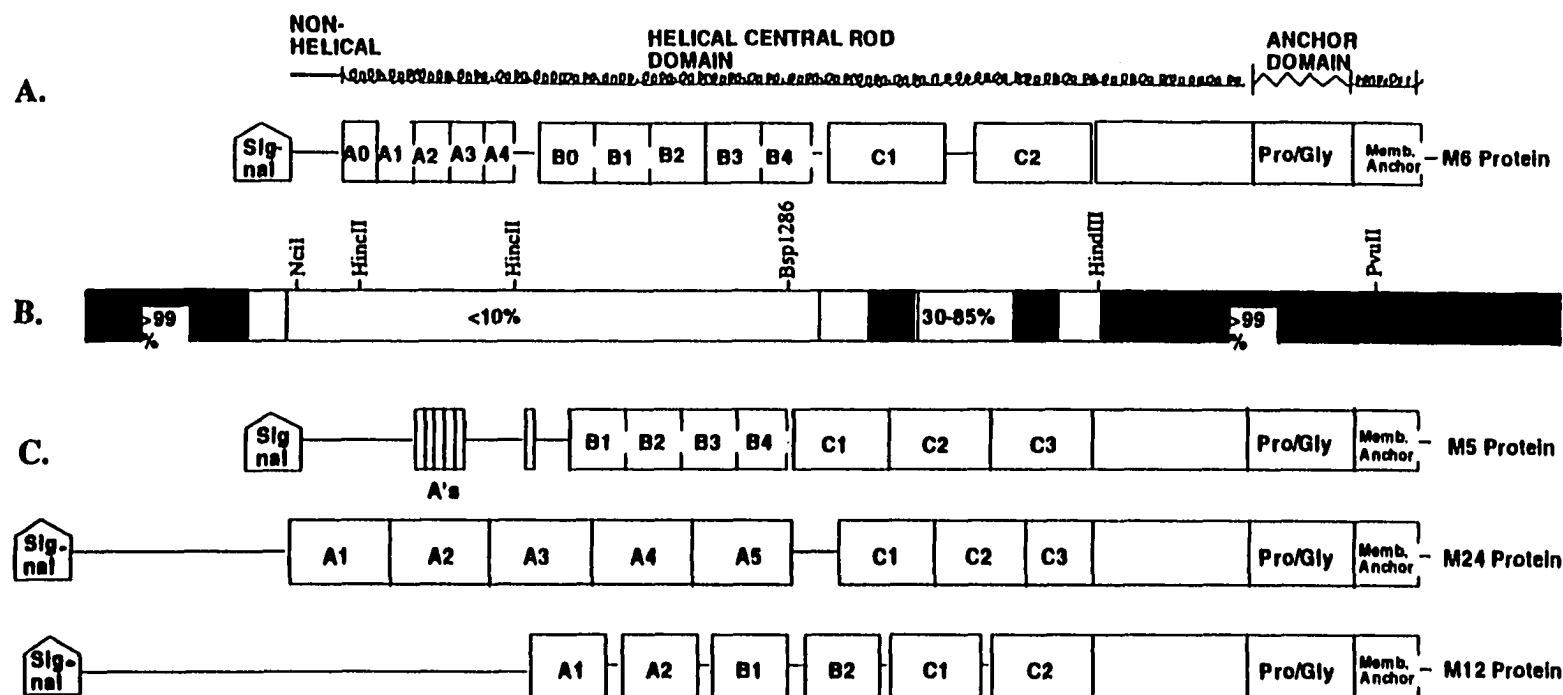 NON-
HELICAL
HELICAL CENTRAL ROD
DOMAIN
ANCHOR
DOMAIN
A.
Sig-
nal
A0 A1 A2 A3 A4 B0 B1 B2 B3 B4 C1 C2 Pro/Gly Memb.
Anchor
M6 Protein
NciI HincII HincII Bsp1286 HindIII PvuII
B.
>99
%
<10%
30-85%
>99
%
C.
Sig
nal
A's
B1 B2 B3 B4 C1 C2 C3 Pro/Gly Memb.
Anchor
M5 Protein
Sig-
nal
A1 A2 A3 A4 A5 C1 C2 C3 Pro/Gly Memb.
Anchor
M24 Protein
Sig-
nal
A1 A2 B1 B2 C1 C2 Pro/Gly Memb.
Anchor
M12 Protein